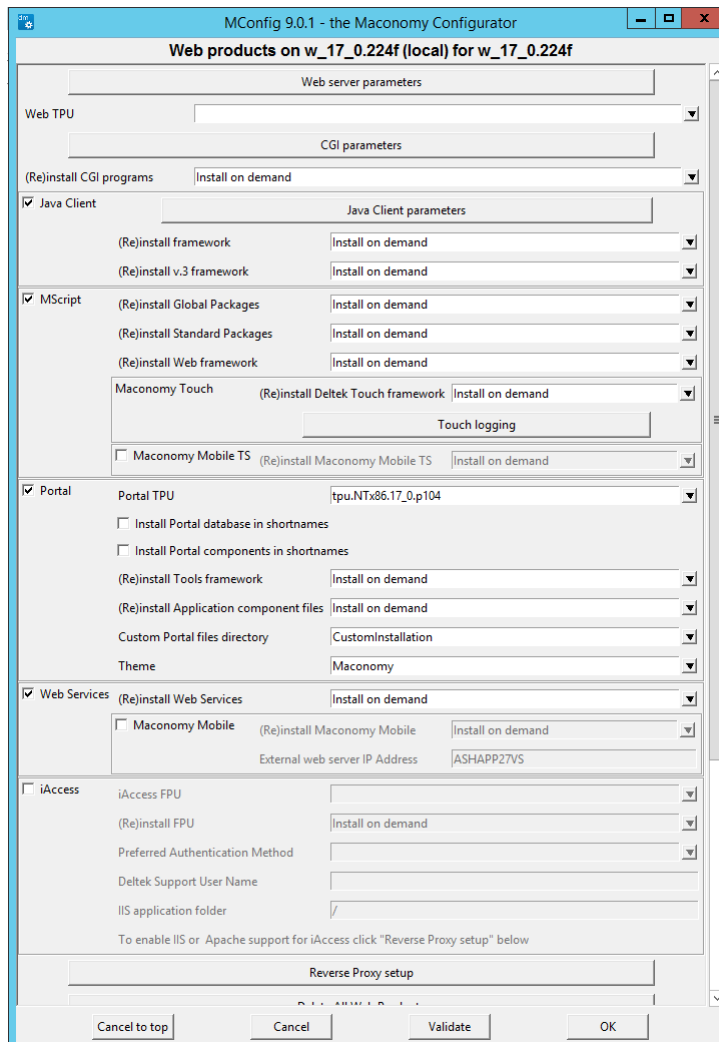 dm
MConfig 9.0.1 - the Maconomy Configurator
Web products on w_17_0.224f (local) for w_17_0.224f
Web server parameters
Web TPU
CGI parameters
(Re)install CGI programs Install on demand
Java Client Java Client parameters
(Re)install framework Install on demand
(Re)install v.3 framework Install on demand
MScript (Re)install Global Packages Install on demand
(Re)install Standard Packages Install on demand
(Re)install Web framework Install on demand
Maconomy Touch (Re)install Deltek Touch framework Install on demand
Touch logging
Maconomy Mobile TS (Re)install Maconomy Mobile TS Install on demand
Portal Portal TPU tpu.NTx86.17_0.p104
Install Portal database in shortnames
Install Portal components in shortnames
(Re)install Tools framework Install on demand
(Re)install Application component files Install on demand
Custom Portal files directory CustomInstallation
Theme Maconomy
Web Services (Re)install Web Services Install on demand
Maconomy Mobile (Re)install Maconomy Mobile Install on demand
External web server IP Address ASHAPP27VS
iAccess iAccess FPU
(Re)install FPU Install on demand
Preferred Authentication Method
Deltek Support User Name
IIS application folder /
To enable IIS or Apache support for iAccess click "Reverse Proxy setup" below
Reverse Proxy setup
Cancel to top Cancel Validate OK